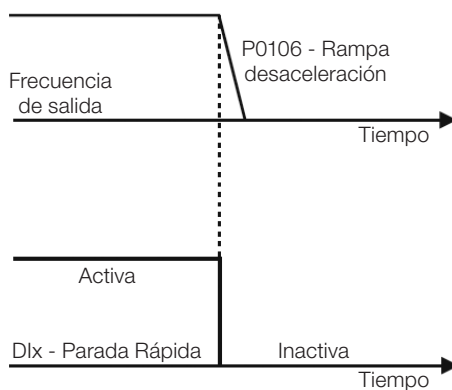 P0106 - Rampa
desaceleración
Frecuencia
de salida
Tiempo
Activa
DIx - Parada Rápida
Inactiva
Tiempo